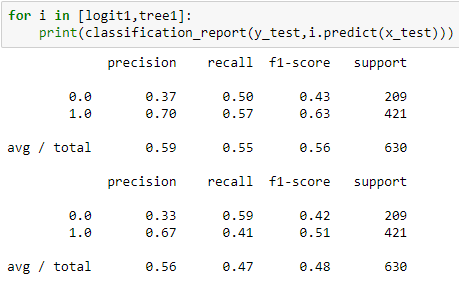 for i in [logit1,tree1]:
    print(classification_report(y_test,i.predict(x_test)))
             precision    recall  f1-score   support

        0.0       0.37      0.50      0.43       209
        1.0       0.70      0.57      0.63       421

avg / total       0.59      0.55      0.56       630

             precision    recall  f1-score   support

        0.0       0.33      0.59      0.42       209
        1.0       0.67      0.41      0.51       421

avg / total       0.56      0.47      0.48       630